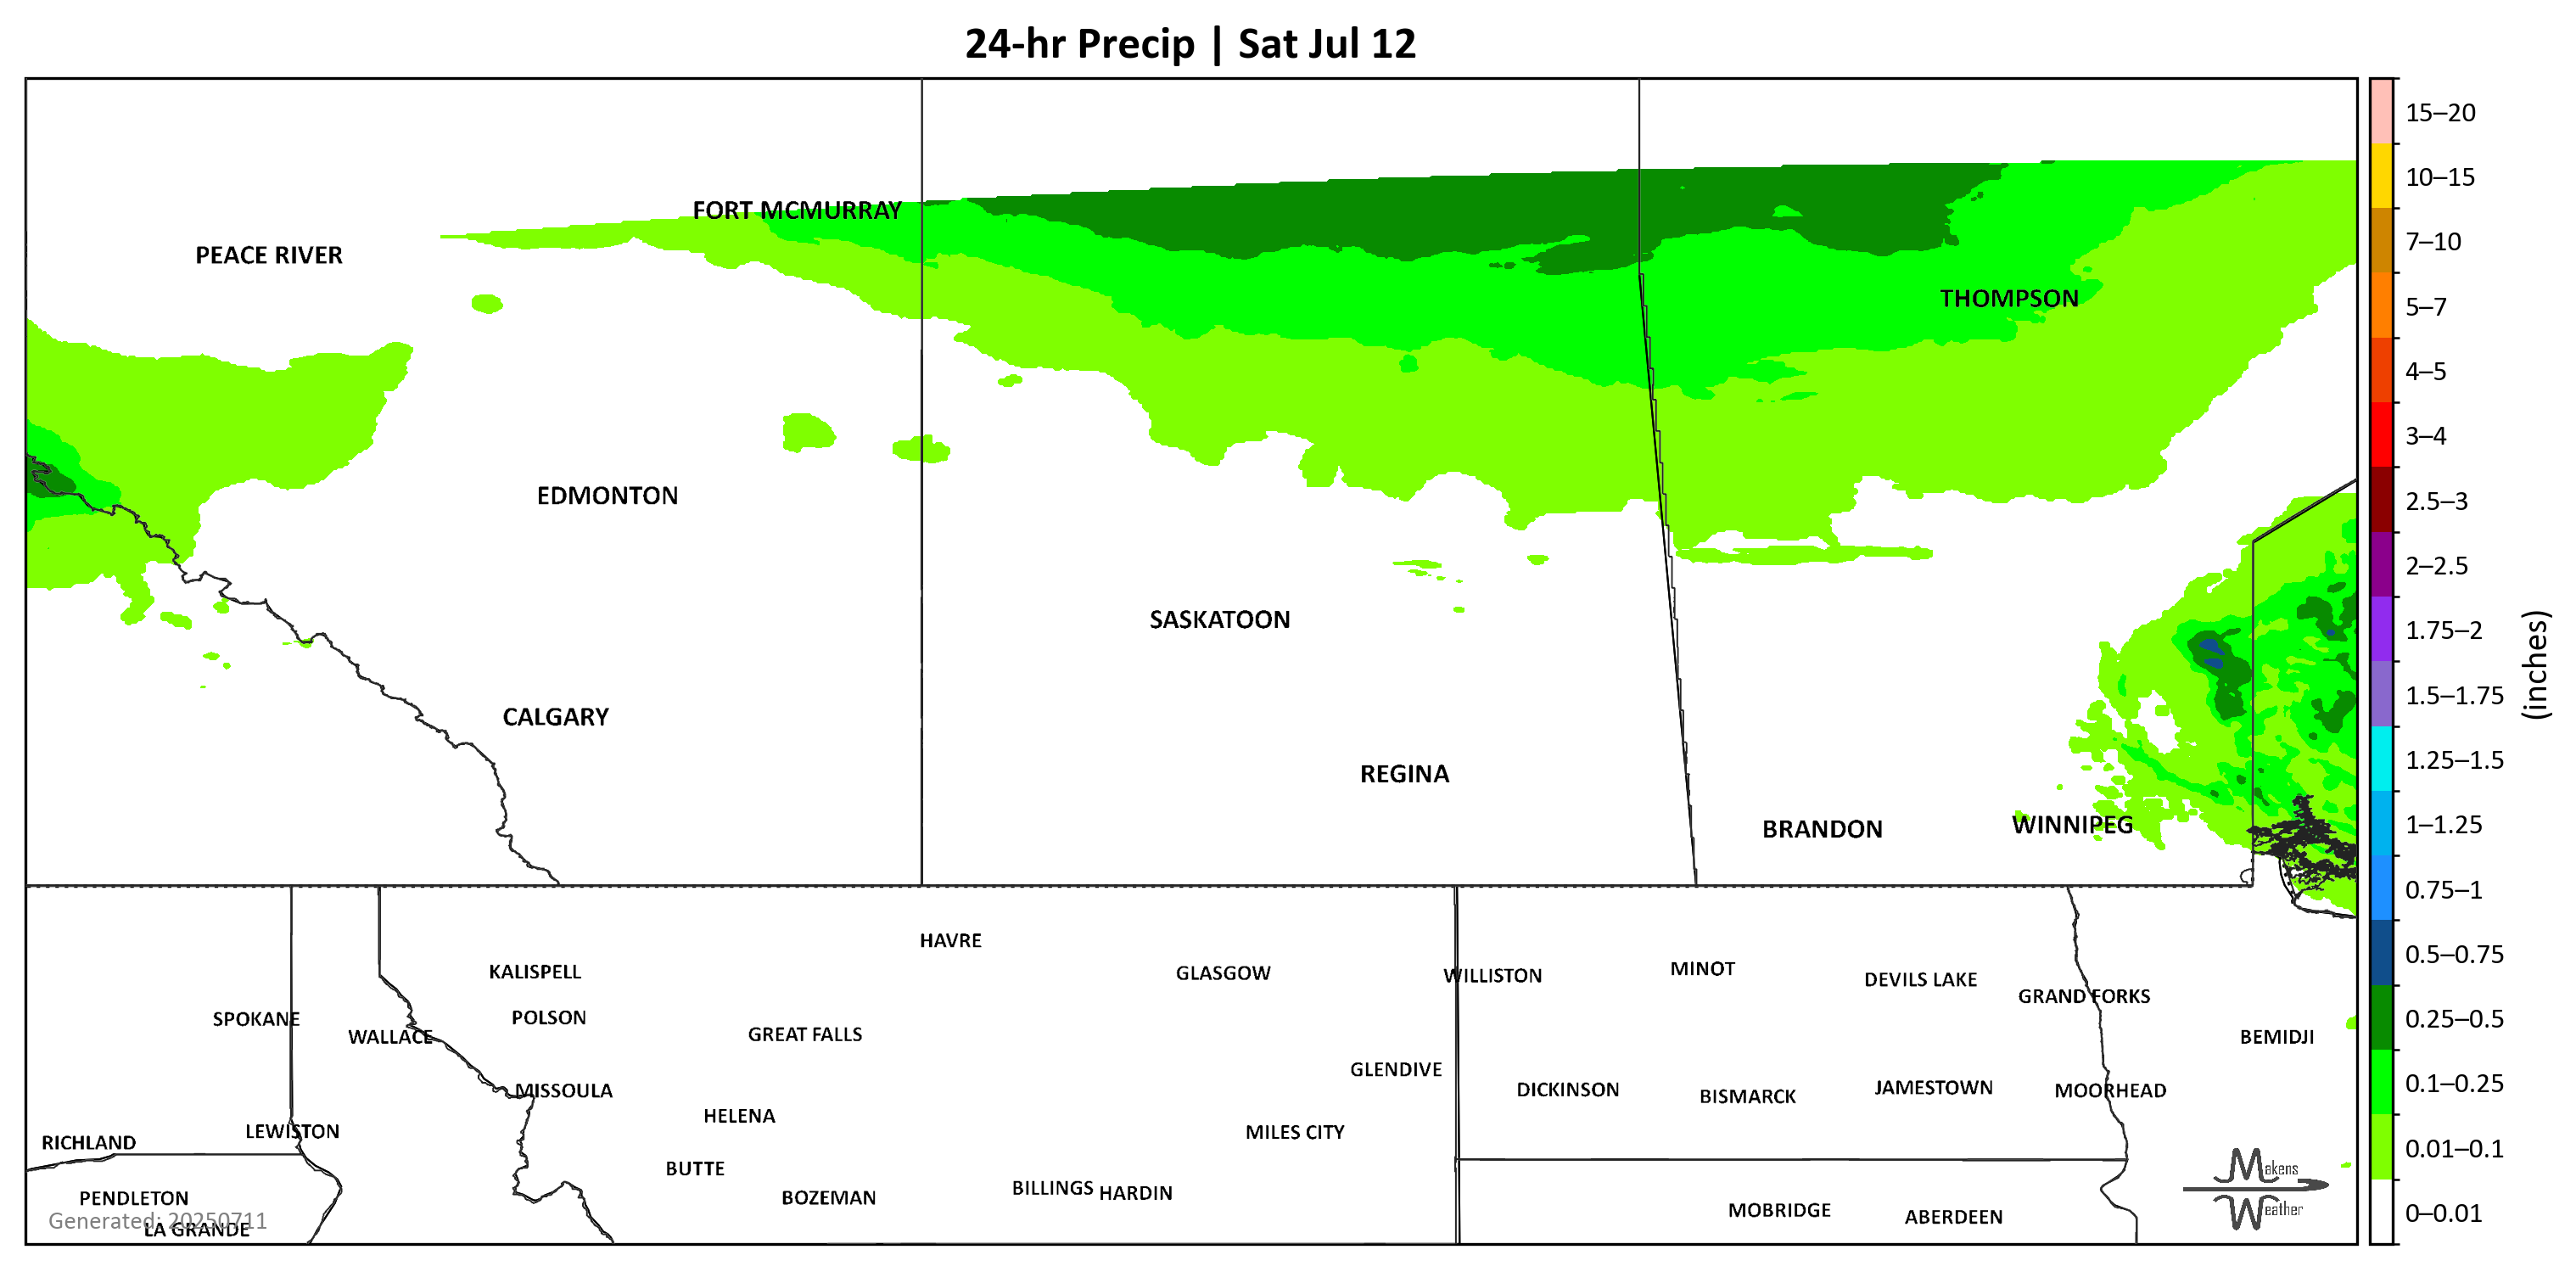 24-hr Precip | Sat Jul 12
FORT MCMURRAY
PEACE RIVER
THOMPSON
EDMONTON
SASKATOON
CALGARY
REGINA
BRANDON
WINNIPEG
HAVRE
KALISPELL
GLASGOW
WILLISTON
MINOT
DEVILS LAKE
GRAND FORKS
SPOKANE
POLSON
WALLACE
GREAT FALLS
BEMIDJI
GLENDIVE
MISSOULA
DICKINSON
BISMARCK
JAMESTOWN
MOORHEAD
HELENA
LEWISTON
MILES CITY
RICHLAND
BUTTE
PENDLETON
BOZEMAN
BILLINGS
HARDIN
MOBRIDGE
ABERDEEN
Generated: 20250711
LA GRANDE
Makens
Weather
15–20
10–15
7–10
5–7
4–5
3–4
2.5–3
2–2.5
1.75–2
1.5–1.75
1.25–1.5
1–1.25
0.75–1
0.5–0.75
0.25–0.5
0.1–0.25
0.01–0.1
0–0.01
(inches)